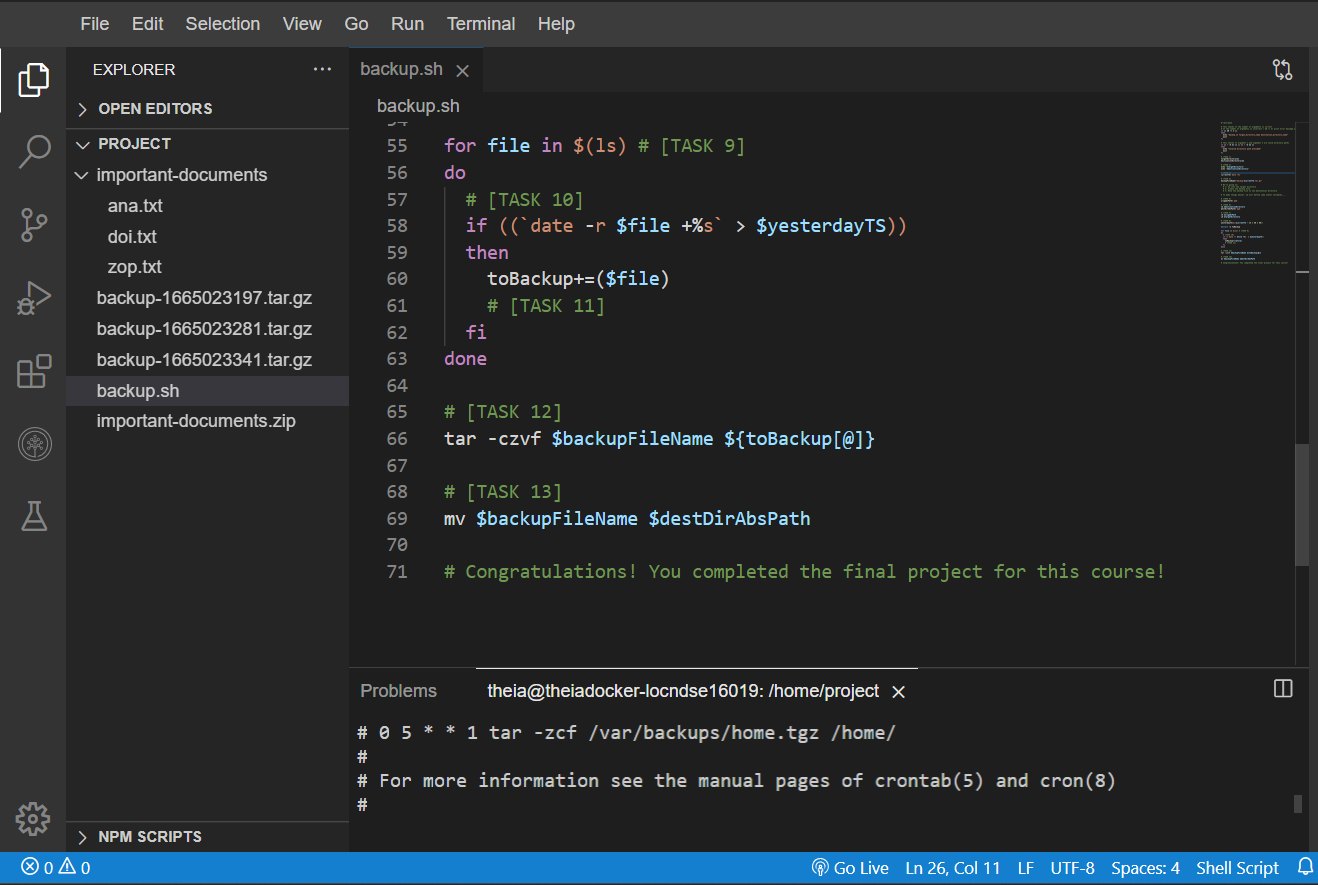 File Edit Selection View Go Run Terminal Help
EXPLORER
OPEN EDITORS
PROJECT
important-documents
ana.txt
doi.txt
zop.txt
backup-1665023197.tar.gz
backup-1665023281.tar.gz
backup-1665023341.tar.gz
backup.sh
important-documents.zip
NPM SCRIPTS
backup.sh
backup.sh
55 for file in $(ls) # [TASK 9]
56 do
57 # [TASK 10]
58 if ((`date -r $file +%s` > $yesterdayTS))
59 then
60 toBackup+=($file)
61 # [TASK 11]
62 fi
63 done
64
65 # [TASK 12]
66 tar -czvf $backupFileName ${toBackup[@]}
67
68 # [TASK 13]
69 mv $backupFileName $destDirAbsPath
70
71 # Congratulations! You completed the final project for this course!
Problems theia@theiadocker-locndse16019: /home/project
# 0 5 * * 1 tar -zcf /var/backups/home.tgz /home/
#
# For more information see the manual pages of crontab(5) and cron(8)
#
0 0 Go Live Ln 26, Col 11 LF UTF-8 Spaces: 4 Shell Script